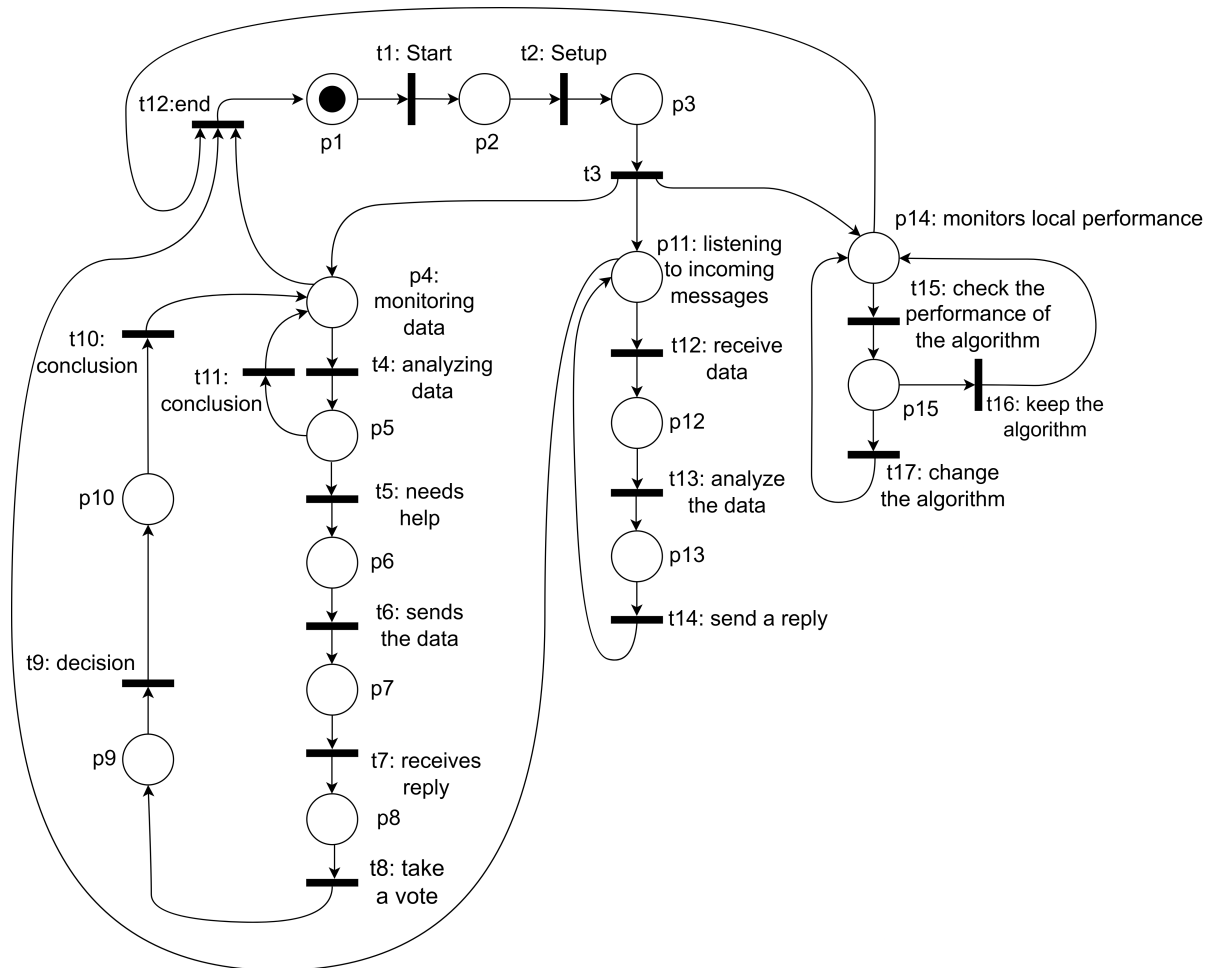 t1: Start
t2: Setup
t12:end
p1
p2
p3
t3
p14: monitors local performance
p11: listening
to incoming
messages
p4:
monitoring
data
t15: check the
performance of
the algorithm
t10:
conclusion
t11:
conclusion
t4: analyzing
data
t12: receive
data
p15
t16: keep the
algorithm
p5
p12
t17: change
the algorithm
p10
t5: needs
help
t13: analyze
the data
p6
p13
t6: sends
the data
t14: send a reply
t9: decision
p7
p9
t7: receives
reply
p8
t8: take
a vote